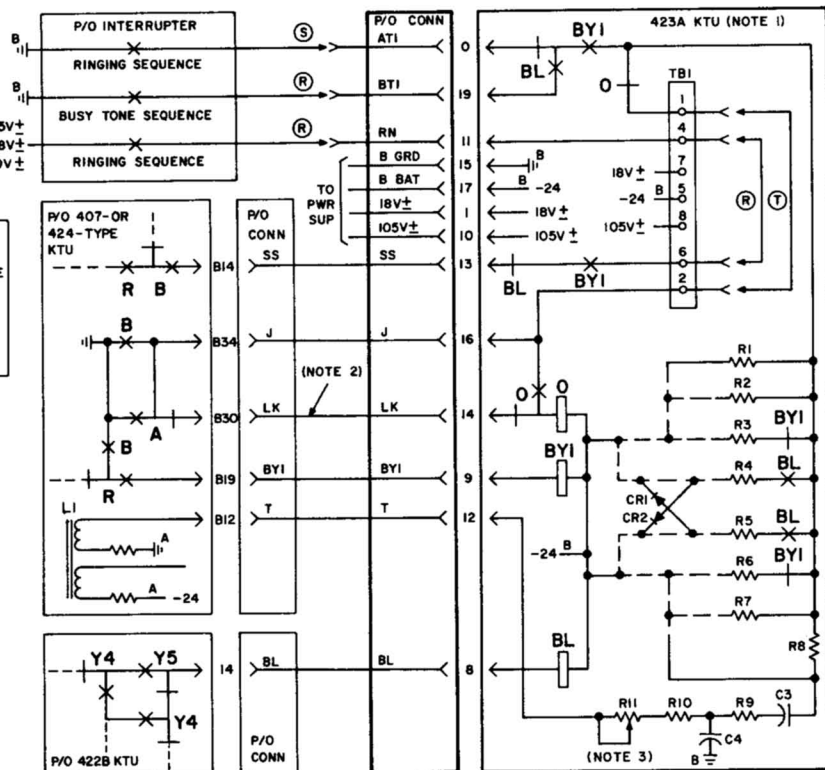 P/O INTERRUPTER
B
S
RINGING SEQUENCE
B
R
BUSY TONE SEQUENCE
5V±
8V±
0V±
R
RINGING SEQUENCE
P/O CONN
AT1
0
BT1
19
RN
11
B GRD
15
B BAT
17
18V±
1
105V±
10
TO
PWR
SUP
SS
13
J
16
LK
14
BY1
9
T
12
BL
8
P/O 407-OR
424-TYPE
KTU
R B
B14
B
B34
A
B30
B
R
B19
B12
L1
A
A
-24
P/O
CONN
SS
J
(NOTE 2)
LK
BY1
T
E
Y4 Y5
Y4
14
P/O 422B KTU
BL
P/O
CONN
423A KTU (NOTE 1)
BY1
BL
O
TB1
1
4
7
5
8
6
2
B
B -24
18V±
105V±
18V±
B
-24
105V±
R
T
BL
BY1
O O
BY1
-24 B
BL
R1
R2
R3 BY1
R4 BL
CR1
CR2
R5 BL
R6 BY1
R7
R8
R11 R10 R9 C3
(NOTE 3)
B
C4